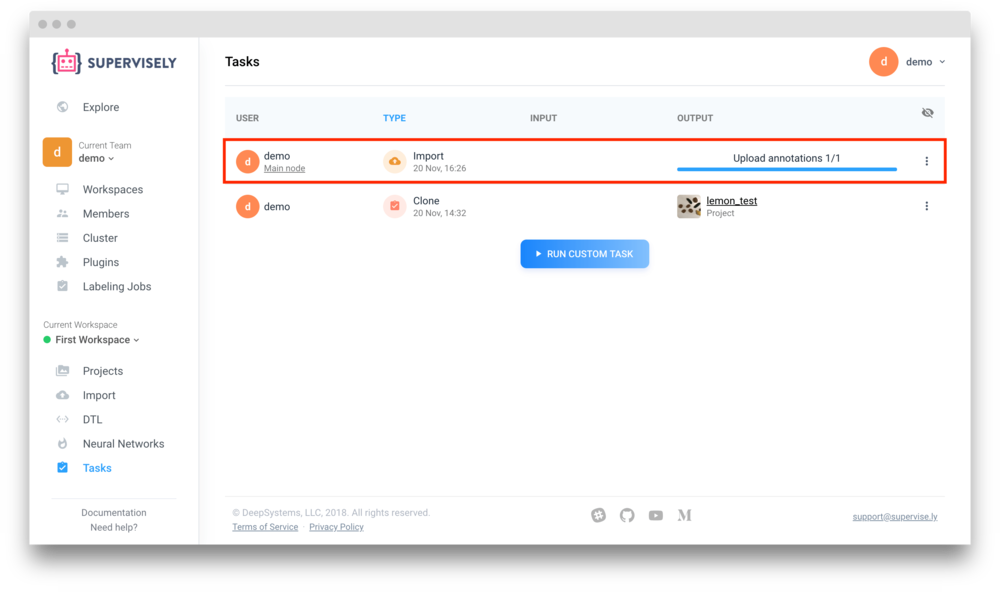 SUPERVISELY
Tasks
d
demo
Explore
d
Current Team
demo
Workspaces
Members
Cluster
Plugins
Labeling Jobs
Current Workspace
First Workspace
Projects
Import
DTL
Neural Networks
Tasks
Documentation
Need help?
USER TYPE INPUT OUTPUT
d
demo
Main node
Import
20 Nov, 16:26
Upload annotations 1/1
d
demo
Clone
20 Nov, 14:32
lemon_test
Project
RUN CUSTOM TASK
© DeepSystems, LLC, 2018. All rights reserved.
Terms of Service · Privacy Policy
M
support@supervise.ly